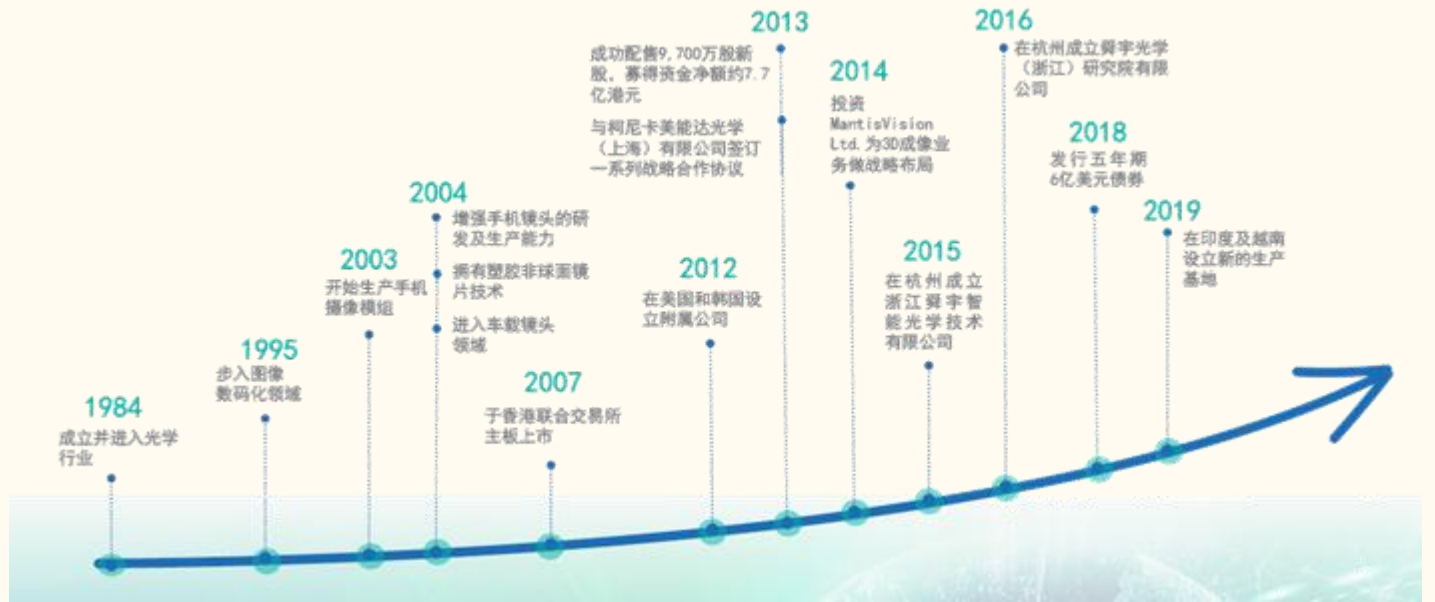 1984
成立并进入光学
行业
1995
步入图像
数码化领域
2003
开始生产手机
摄像模组
2004
增强手机镜头的研
发及生产能力
拥有塑胶非球面镜
片技术
进入车载镜头
领域
2007
于香港联合交易所
主板上市
2012
在美国和韩国设
立附属公司
2013
成功配售9,700万股新
股，募得资金净额约7.7
亿港元
与柯尼卡美能达光学
（上海）有限公司签订
一系列战略合作协议
2014
投资
MantisVision
Ltd.为3D成像业
务做战略布局
2015
在杭州成立
浙江舜宇智
能光学技术
有限公司
2016
在杭州成立舜宇光学
（浙江）研究院有限
公司
2018
发行五年期
6亿美元债券
2019
在印度及越南
设立新的生产
基地